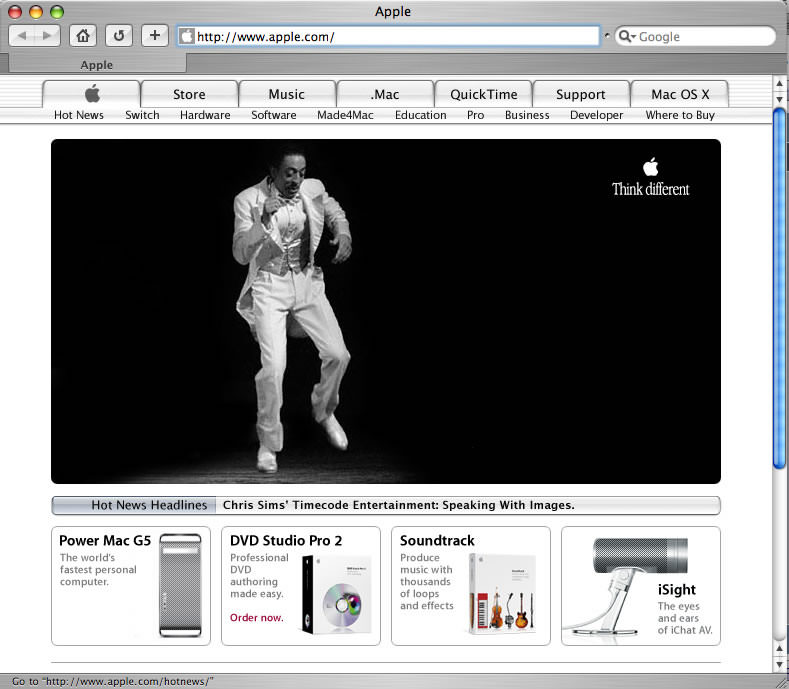 Apple
http://www.apple.com/
Google
Apple
Store Music .Mac QuickTime Support Mac OS X
Hot News Switch Hardware Software Made4Mac Education Pro Business Developer Where to Buy
Think different
Hot News Headlines Chris Sims' Timecode Entertainment: Speaking With Images.
Power Mac G5
The world's
fastest personal
computer.
DVD Studio Pro 2
Professional
DVD
authoring
made easy.
Order now.
Soundtrack
Produce
music with
thousands
of loops
and effects
iSight
The eyes
and ears
of iChat AV.
Go to "http://www.apple.com/hotnews/"